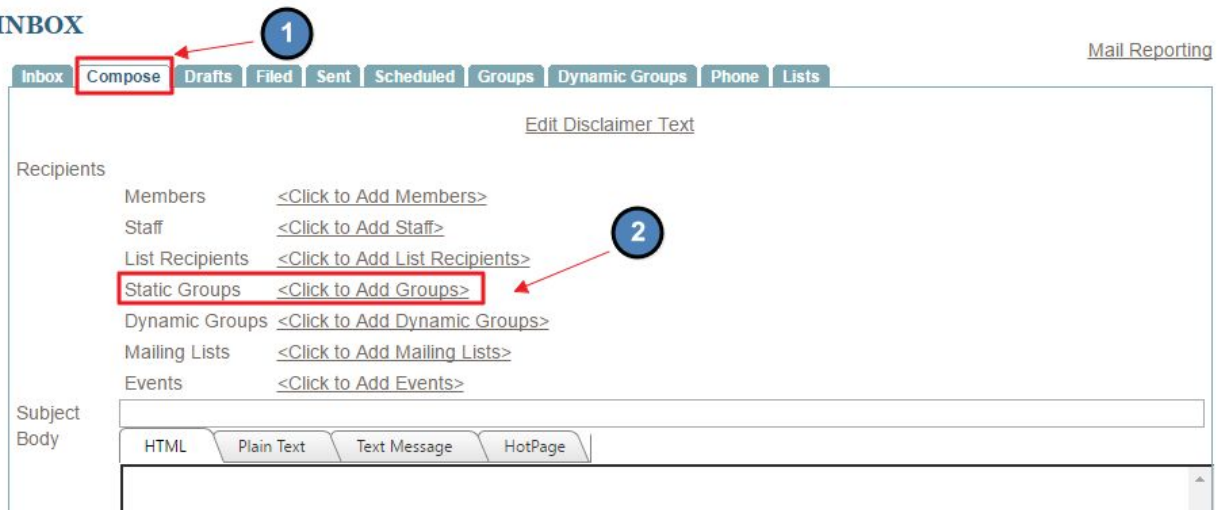 INBOX
1
Mail Reporting
Inbox Compose Drafts Filed Sent Scheduled Groups Dynamic Groups Phone Lists
Edit Disclaimer Text
Recipients
Members <Click to Add Members>
Staff <Click to Add Staff>
2
List Recipients <Click to Add List Recipients>
Static Groups <Click to Add Groups>
Dynamic Groups <Click to Add Dynamic Groups>
Mailing Lists <Click to Add Mailing Lists>
Events <Click to Add Events>
Subject
Body HTML Plain Text Text Message HotPage